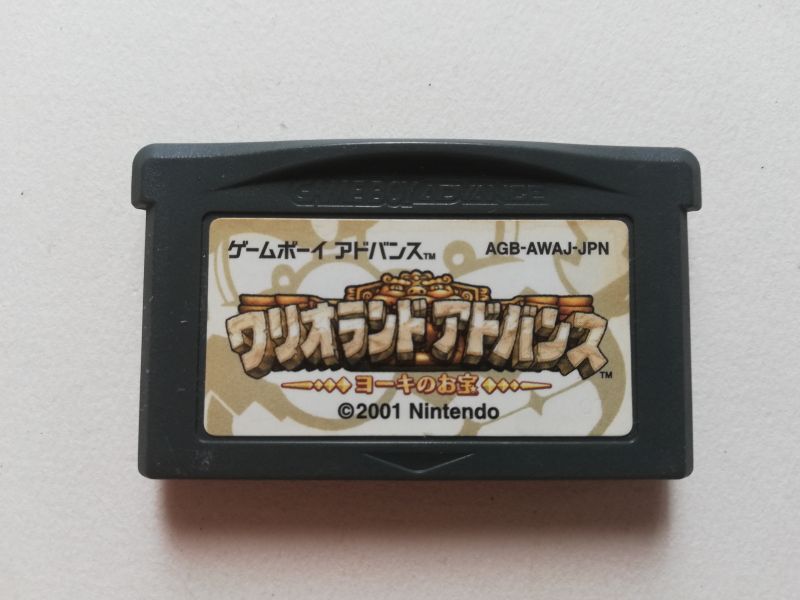 GAME BOY ADVANCE
ゲームボーイ アドバンス™ AGB-AWAJ-JPN
ワリオランドアドバンス™
ヨーキのお宝
©2001 Nintendo